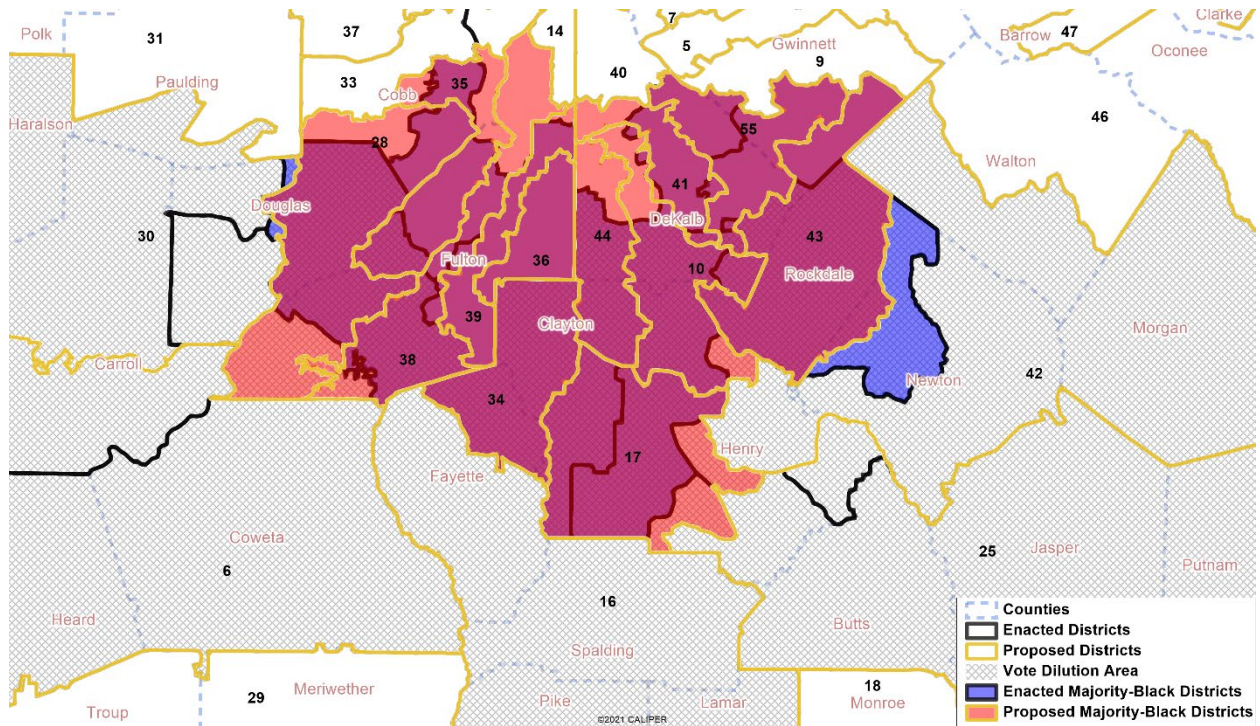 7
14
47
Clarke
Polk
31
37
5
Gwinnett
Barrow
Oconee
33
40
9
Paulding
Cobb
35
46
Haralson
28
55
Walton
41
Douglas
DeKalb
30
44
43
Fulton
36
10
Rockdale
39
Clayton
Morgan
Carroll
38
42
Newton
34
Henry
17
Fayette
Coweta
25
Jasper
6
Putnam
16
Heard
Butts
Spalding
29
Meriwether
18
Troup
Pike
Lamar
Monroe
©2021 CALIPER
Counties
Enacted Districts
Proposed Districts
Vote Dilution Area
Enacted Majority-Black Districts
Proposed Majority-Black Districts